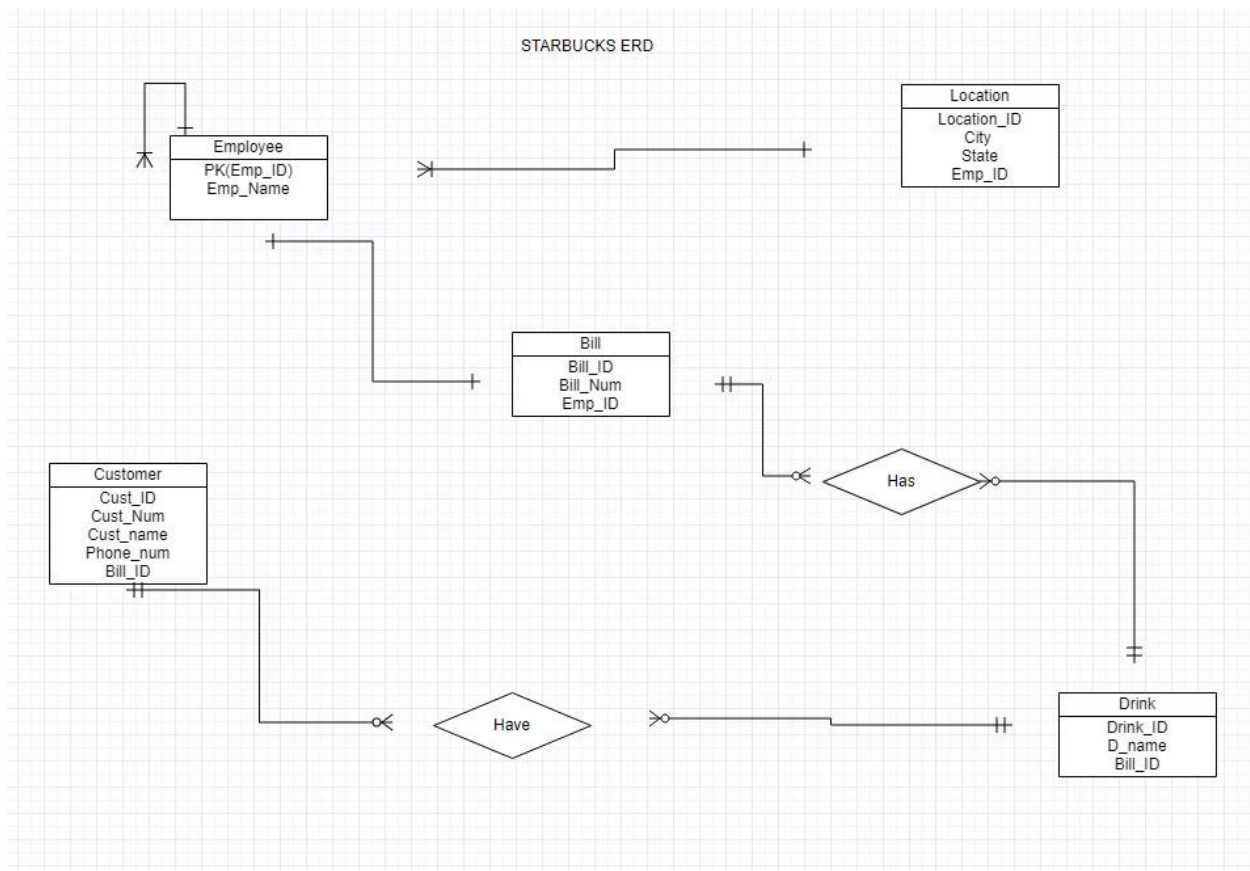 STARBUCKS ERD
Location
Location_ID
City
State
Emp_ID
Employee
PK(Emp_ID)
Emp_Name
Bill
Bill_ID
Bill_Num
Emp_ID
Customer
Cust_ID
Cust_Num
Cust_name
Phone_num
Bill_ID
Has
Have
Drink
Drink_ID
D_name
Bill_ID